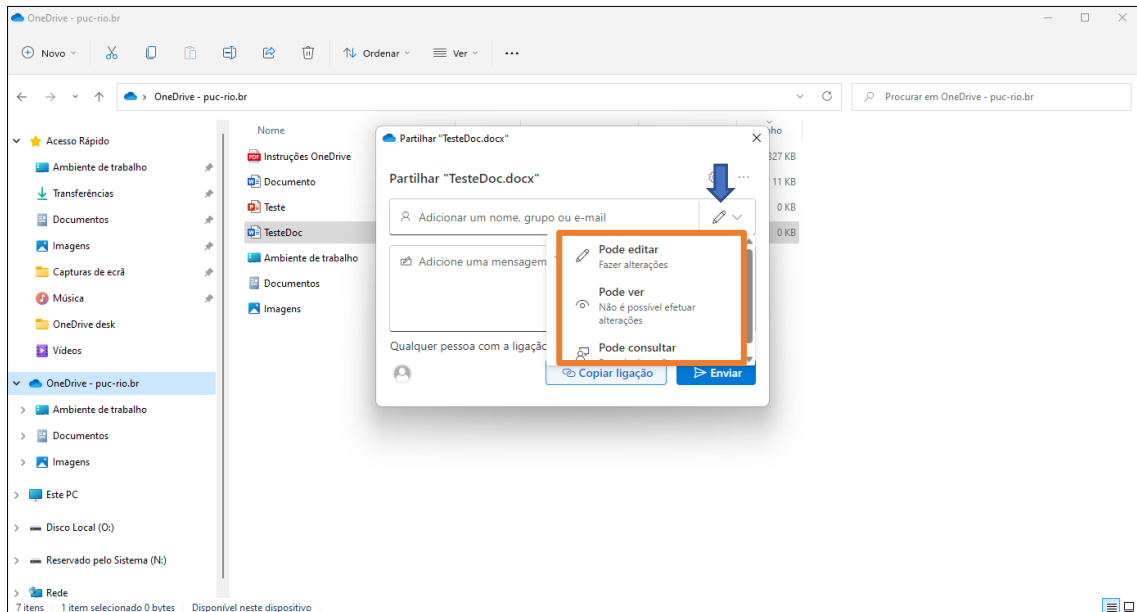 OneDrive - puc-rio.br
Novo
Ordenar
Ver
OneDrive - puc-rio.br
Procurar em OneDrive - puc-rio.br
Acesso Rápido
Ambiente de trabalho
Transferências
Documentos
Imagens
Capturas de ecrã
Música
OneDrive desk
Vídeos
OneDrive - puc-rio.br
Ambiente de trabalho
Documentos
Imagens
Este PC
Disco Local (O:)
Reservado pelo Sistema (N:)
Rede
Nome
Instruções OneDrive
327 KB
Documento
11 KB
Teste
0 KB
TesteDoc
0 KB
Ambiente de trabalho
Documentos
Imagens
Partilhar "TesteDoc.docx"
Partilhar "TesteDoc.docx"
Adicionar um nome, grupo ou e-mail
Adicione uma mensagem
Pode editar
Fazer alterações
Pode ver
Não é possível efetuar
alterações
Pode consultar
Qualquer pessoa com a ligação
Copiar ligação
Enviar
7 itens
1 item selecionado 0 bytes
Disponível neste dispositivo